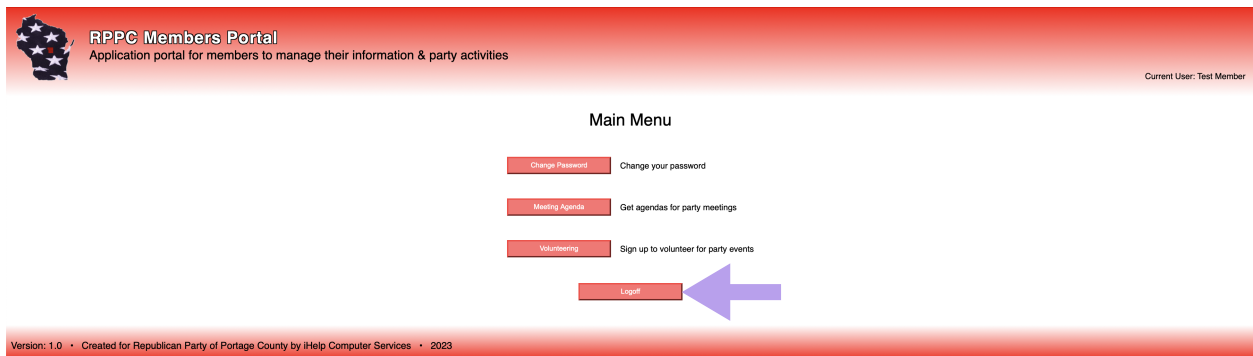 RPPC Members Portal
Application portal for members to manage their information & party activities
Current User: Test Member
Main Menu
Change Password Change your password
Meeting Agenda Get agendas for party meetings
Volunteering Sign up to volunteer for party events
Logoff
Version: 1.0 • Created for Republican Party of Portage County by iHelp Computer Services • 2023